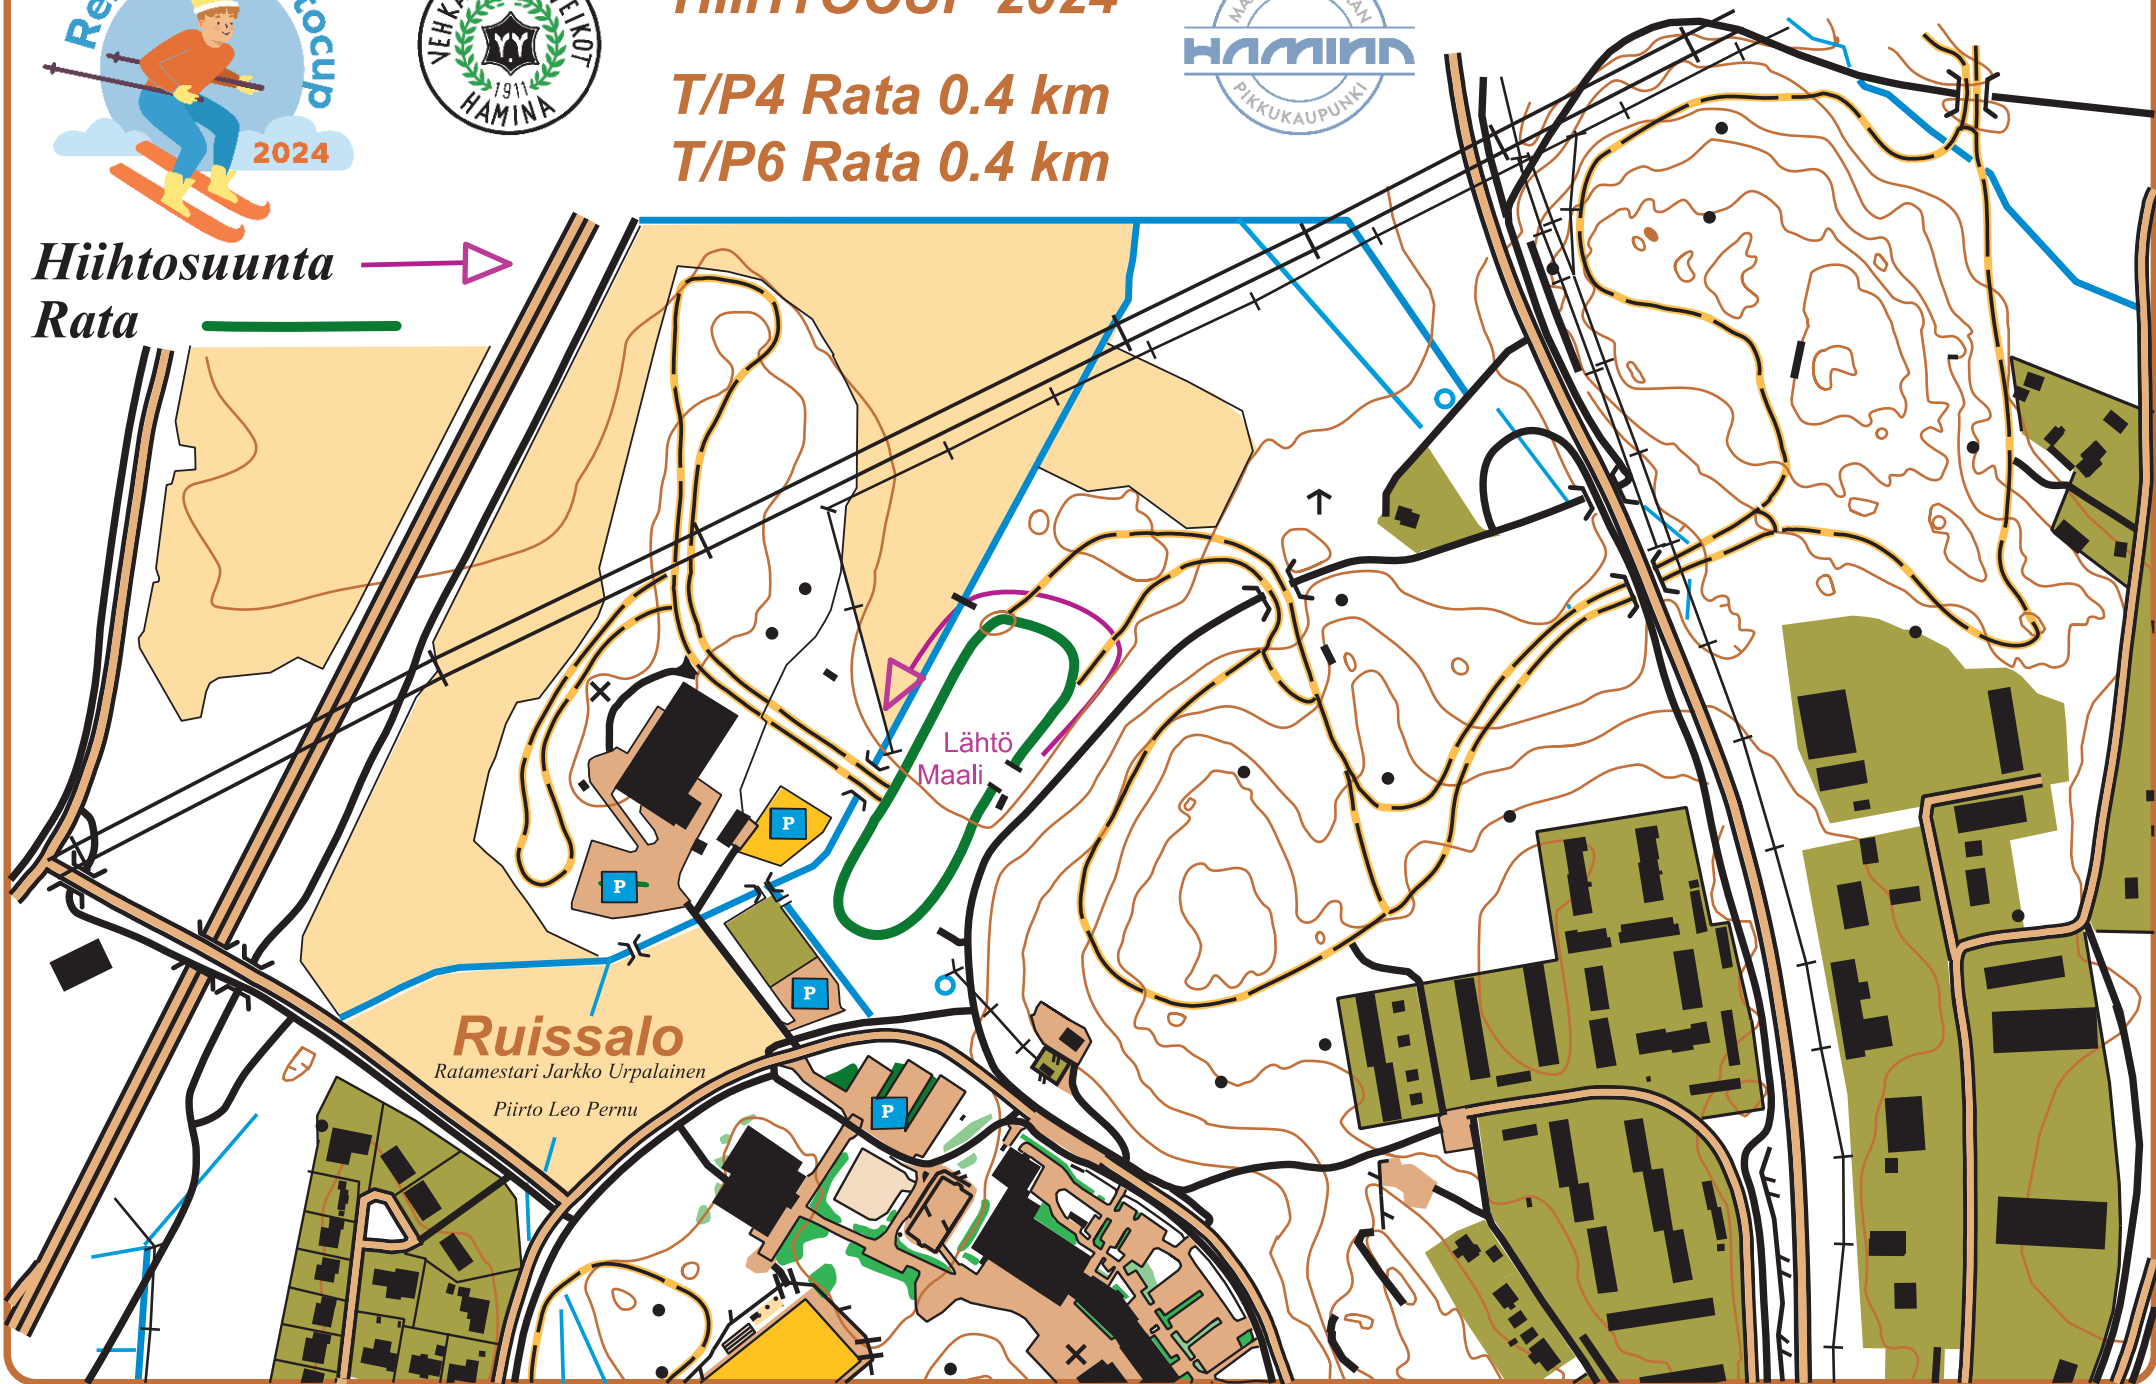 2024
1911
HAMINA
HAMINA
PIKKUKAUPUNKI
T/P4 Rata 0.4 km
T/P6 Rata 0.4 km
Hiihtosuunta
Rata
Lähtö
Maali
P
P
P
P
Ruissalo
Ratamestari Jarkko Urpalainen
Piirto Leo Pernu